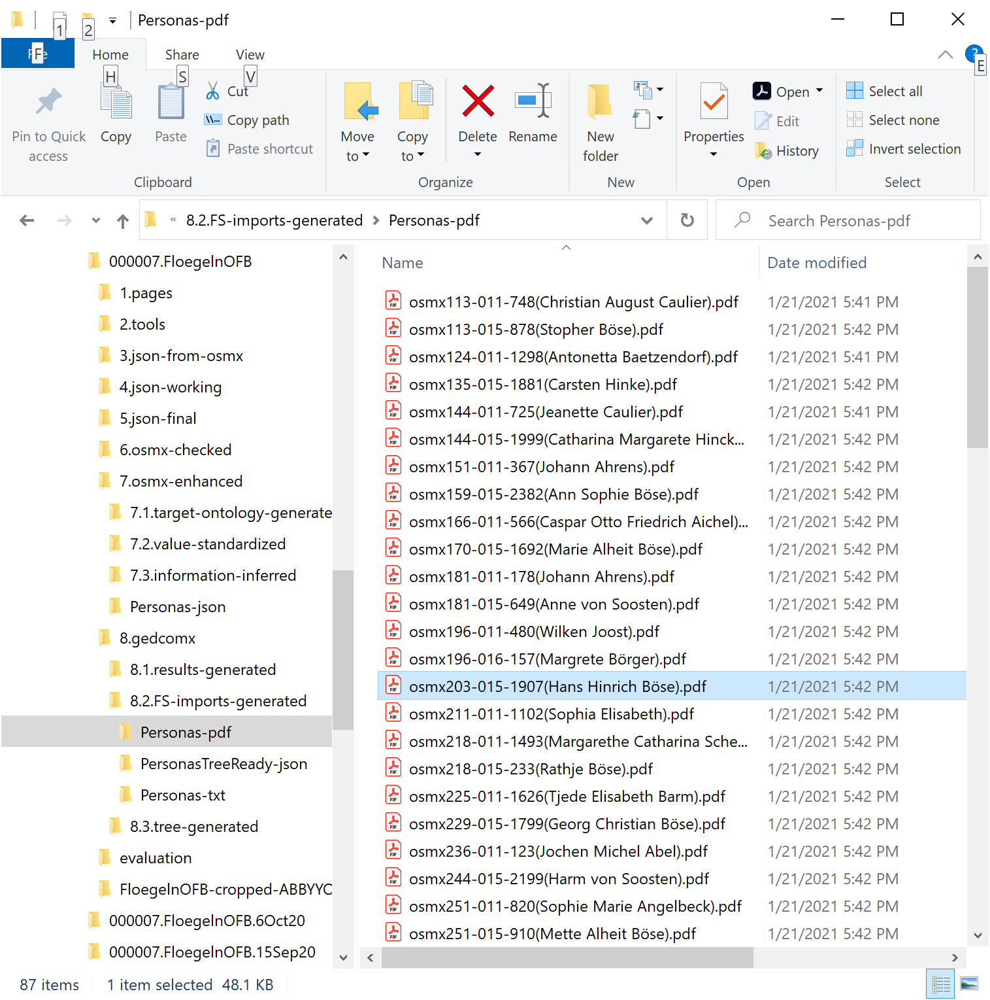 Personas-pdf
1
2
F
Home
Share
View
H
S
V
E
?
Pin to Quick access
Copy
Paste
Cut
Copy path
Paste shortcut
Clipboard
Move to
Copy to
Delete
Rename
Organize
New folder
New
Properties
Open
Edit
History
Open
Select all
Select none
Invert selection
Select
« 8.2.FS-imports-generated > Personas-pdf
Search Personas-pdf
000007.FloegelnOFB
1.pages
2.tools
3.json-from-osmx
4.json-working
5.json-final
6.osmx-checked
7.osmx-enhanced
7.1.target-ontology-generate
7.2.value-standardized
7.3.information-inferred
Personas-json
8.gedcomx
8.1.results-generated
8.2.FS-imports-generated
Personas-pdf
PersonasTreeReady-json
Personas-txt
8.3.tree-generated
evaluation
FloegelnOFB-cropped-ABBYYC
000007.FloegelnOFB.6Oct20
000007.FloegelnOFB.15Sep20
Name Date modified
osmx113-011-748(Christian August Caulier).pdf 1/21/2021 5:41 PM
osmx113-015-878(Stopher Böse).pdf 1/21/2021 5:42 PM
osmx124-011-1298(Antonetta Baetzendorf).pdf 1/21/2021 5:41 PM
osmx135-015-1881(Carsten Hinke).pdf 1/21/2021 5:42 PM
osmx144-011-725(Jeanette Caulier).pdf 1/21/2021 5:41 PM
osmx144-015-1999(Catharina Margarete Hinck... 1/21/2021 5:42 PM
osmx151-011-367(Johann Ahrens).pdf 1/21/2021 5:42 PM
osmx159-015-2382(Ann Sophie Böse).pdf 1/21/2021 5:42 PM
osmx166-011-566(Caspar Otto Friedrich Aichel)... 1/21/2021 5:42 PM
osmx170-015-1692(Marie Alheit Böse).pdf 1/21/2021 5:42 PM
osmx181-011-178(Johann Ahrens).pdf 1/21/2021 5:42 PM
osmx181-015-649(Anne von Soosten).pdf 1/21/2021 5:42 PM
osmx196-011-480(Wilken Joost).pdf 1/21/2021 5:42 PM
osmx196-016-157(Margrete Börger).pdf 1/21/2021 5:42 PM
osmx203-015-1907(Hans Hinrich Böse).pdf 1/21/2021 5:42 PM
osmx211-011-1102(Sophia Elisabeth).pdf 1/21/2021 5:42 PM
osmx218-011-1493(Margarethe Catharina Sche... 1/21/2021 5:42 PM
osmx218-015-233(Rathje Böse).pdf 1/21/2021 5:42 PM
osmx225-011-1626(Tjede Elisabeth Barm).pdf 1/21/2021 5:42 PM
osmx229-015-1799(Georg Christian Böse).pdf 1/21/2021 5:42 PM
osmx236-011-123(Jochen Michel Abel).pdf 1/21/2021 5:42 PM
osmx244-015-2199(Harm von Soosten).pdf 1/21/2021 5:42 PM
osmx251-011-820(Sophie Marie Angelbeck).pdf 1/21/2021 5:42 PM
osmx251-015-910(Mette Alheit Böse).pdf 1/21/2021 5:42 PM
87 items 1 item selected 48.1 KB